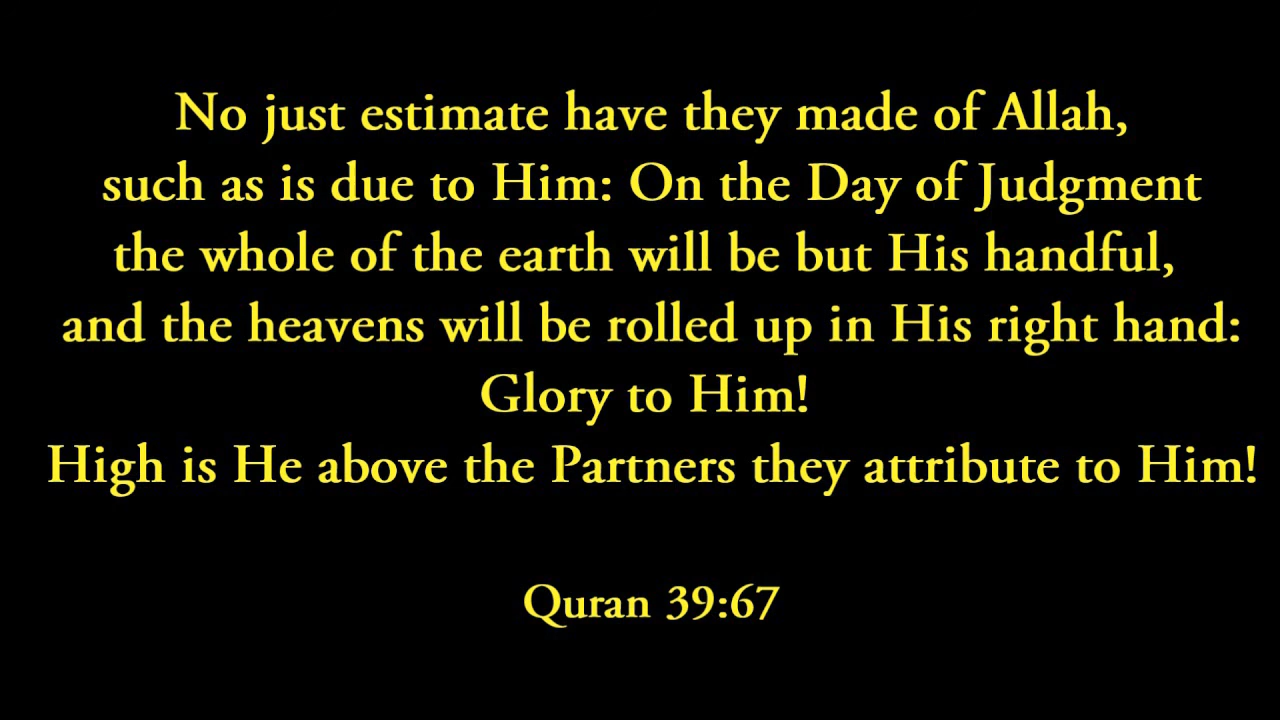 No just estimate have they made of Allah,
such as is due to Him: On the Day of Judgment
the whole of the earth will be but His handful,
and the heavens will be rolled up in His right hand:
Glory to Him!
High is He above the Partners they attribute to Him!
Quran 39:67